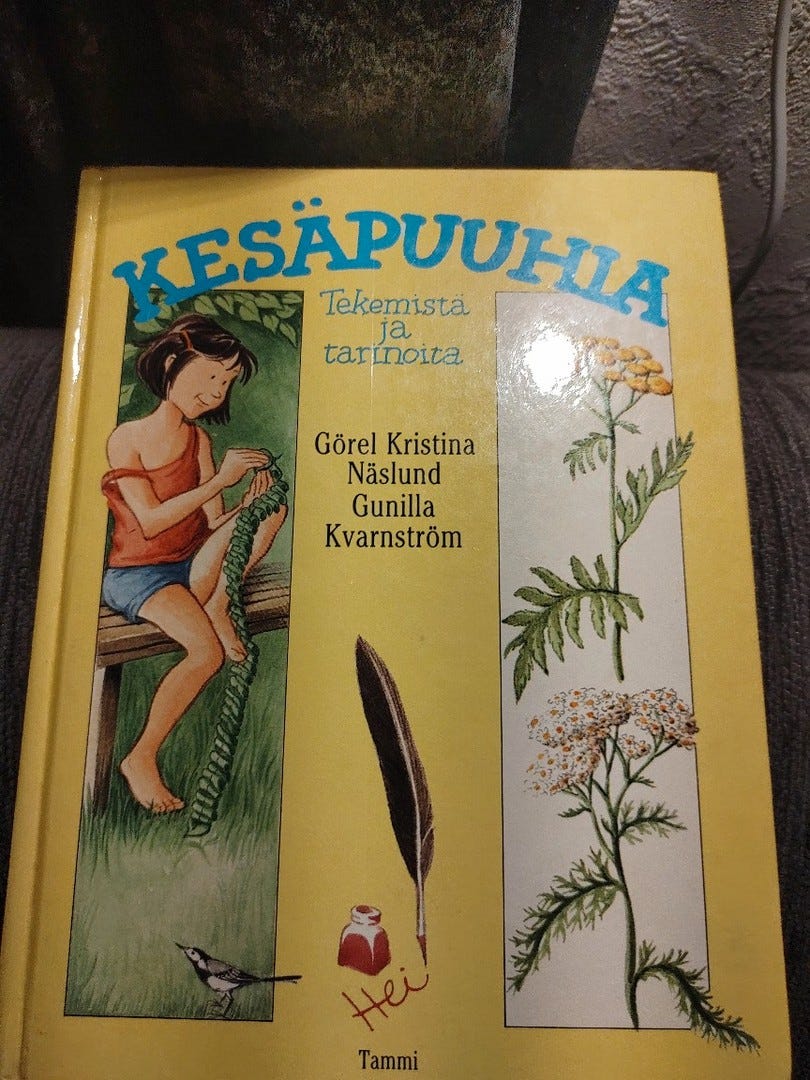 KESÄPUUHIA
Tekemistä
ja
tarinoita
Görel Kristina
Näslund
Gunilla
Kvarnström
Hei
Tammi